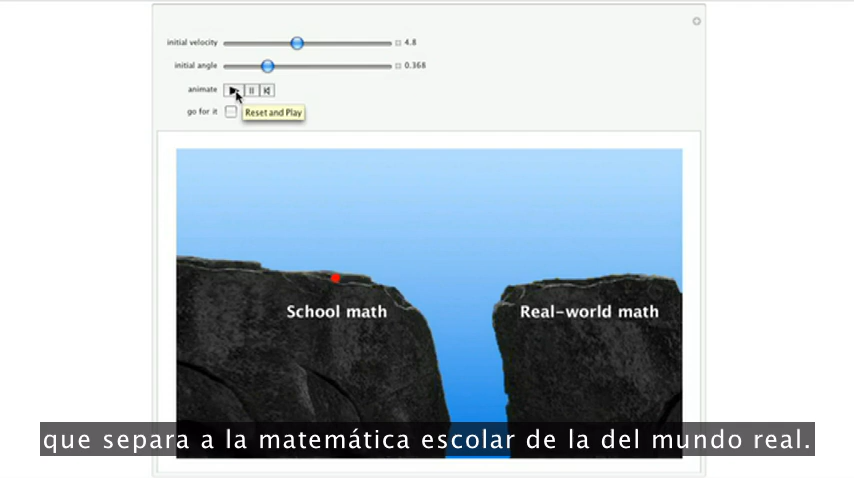 initial velocity 4.8
initial angle 0.368
animate
go for it
Reset and Play
School math
Real-world math
que separa a la matemática escolar de la del mundo real.